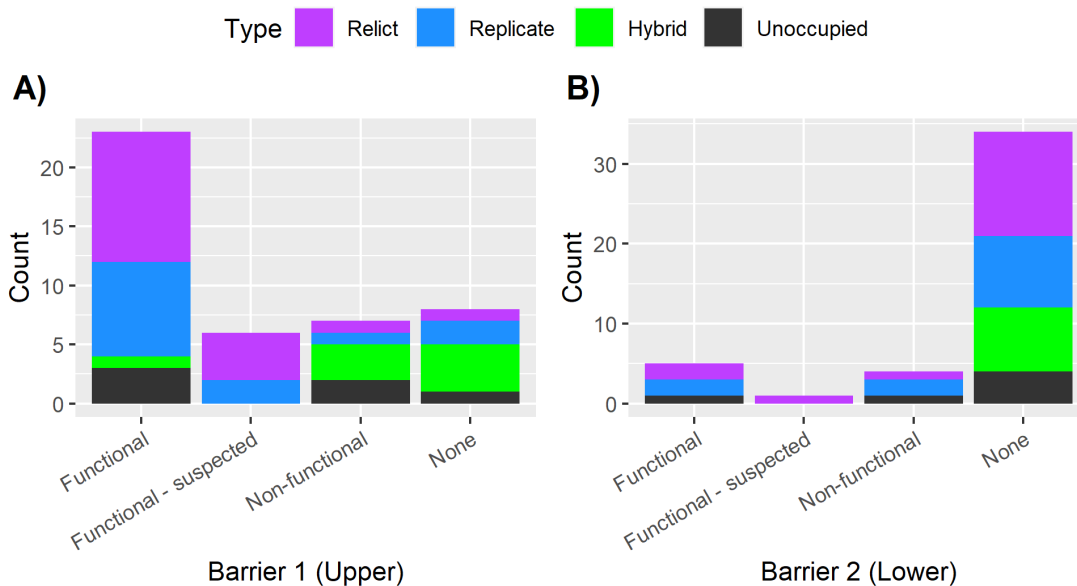 Type Relict Replicate Hybrid Unoccupied
A)
Count
20
15
10
5
0
Functional
Functional - suspected
Non-functional
None
Barrier 1 (Upper)
B)
Count
30
20
10
0
Functional
Functional - suspected
Non-functional
None
Barrier 2 (Lower)